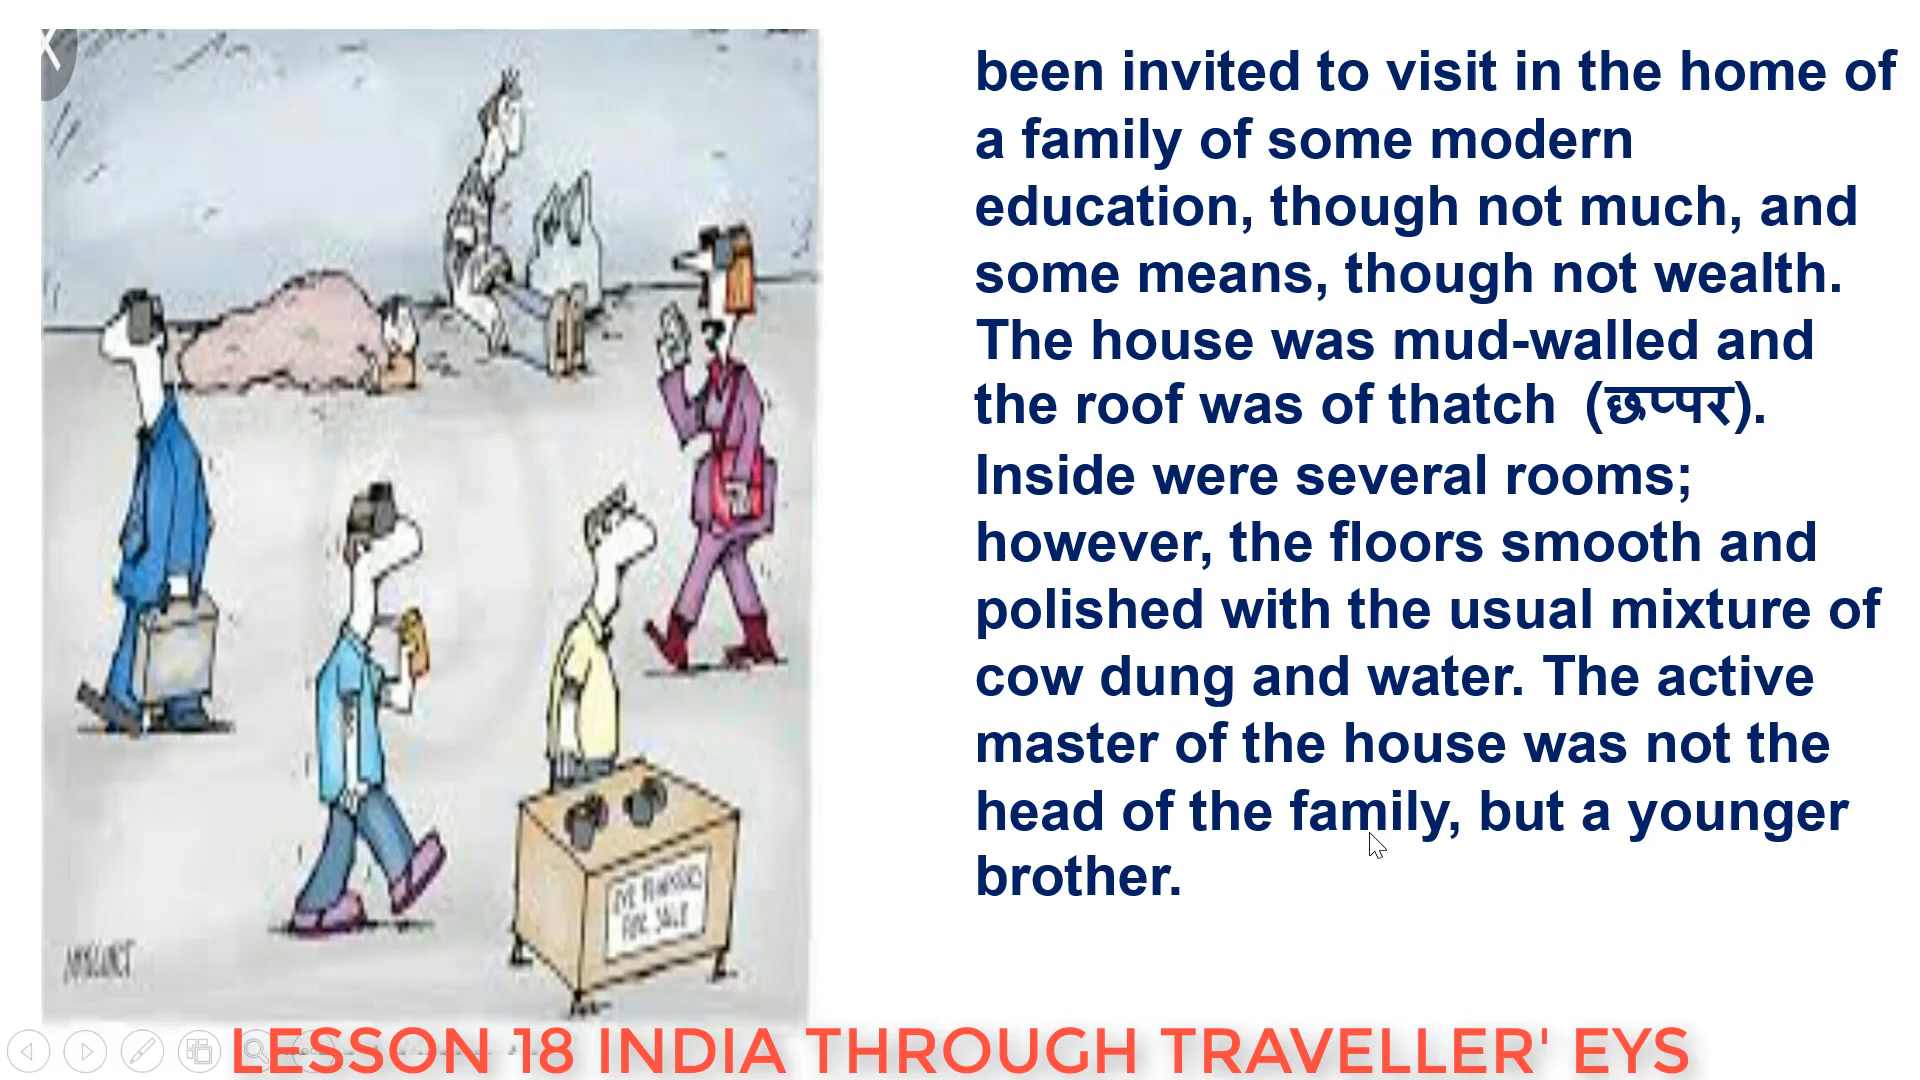 been invited to visit in the home of
a family of some modern
education, though not much, and
some means, though not wealth.
The house was mud-walled and
the roof was of thatch (छप्पर).
Inside were several rooms;
however, the floors smooth and
polished with the usual mixture of
cow dung and water. The active
master of the house was not the
head of the family, but a younger
brother.
EYE BLINKERS
FOR SALE
LESSON 18 INDIA THROUGH TRAVELLER' EYS